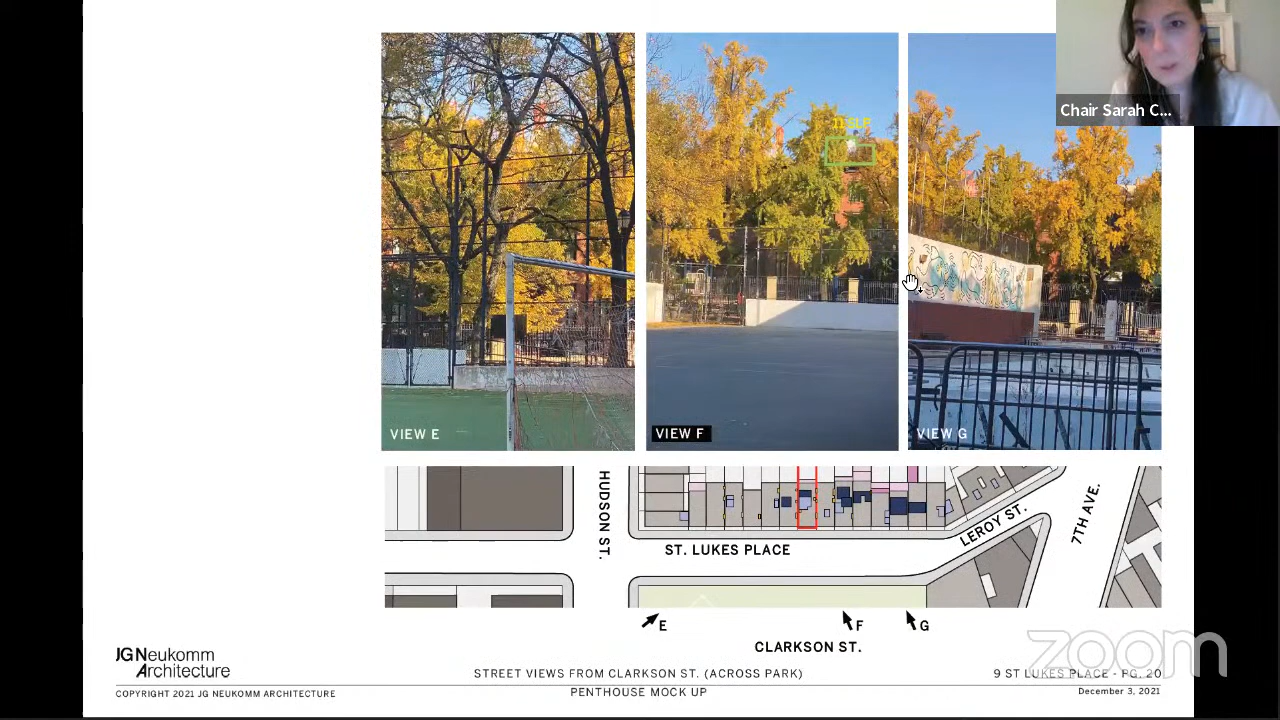 Chair Sarah C...
VIEW E
VIEW F
VIEW G
HUDSON ST.
ST. LUKES PLACE
LEROY ST.
7TH AVE.
E
F
G
CLARKSON ST.
JG Neukomm
Architecture
COPYRIGHT 2021 JG NEUKOMM ARCHITECTURE
STREET VIEWS FROM CLARKSON ST. (ACROSS PARK)
PENTHOUSE MOCK UP
9 ST LUKES PLACE - PG. 20
December 3, 2021
zoom